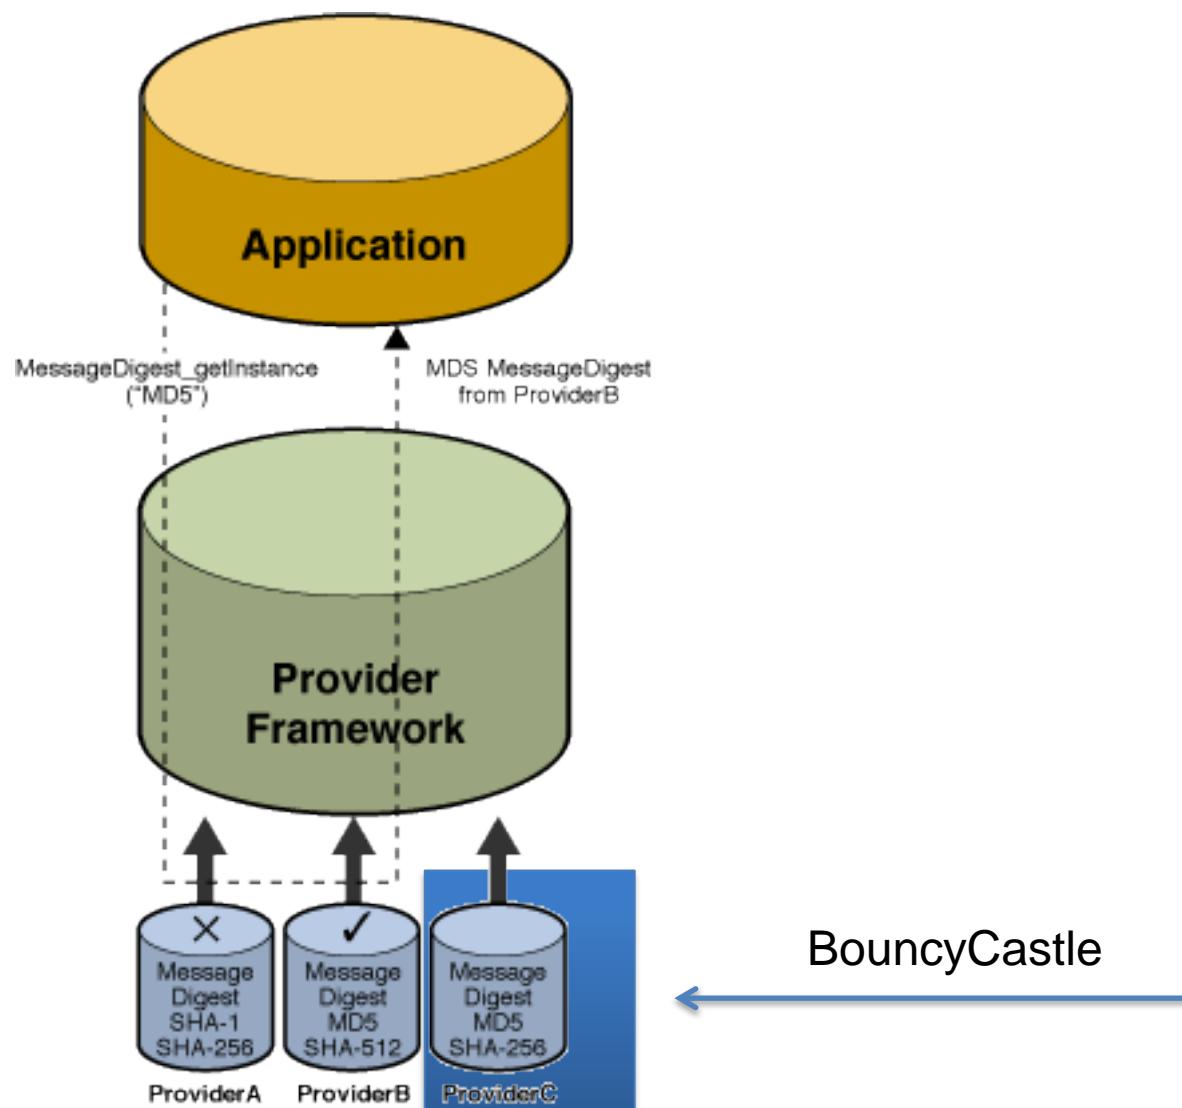 Application
MessageDigest_getInstance
("MD5")
MDS MessageDigest
from ProviderB
Provider
Framework
Message
Digest
SHA-1
SHA-256
ProviderA
✓
Message
Digest
MD5
SHA-512
ProviderB
Message
Digest
MD5
SHA-256
ProviderC
BouncyCastle